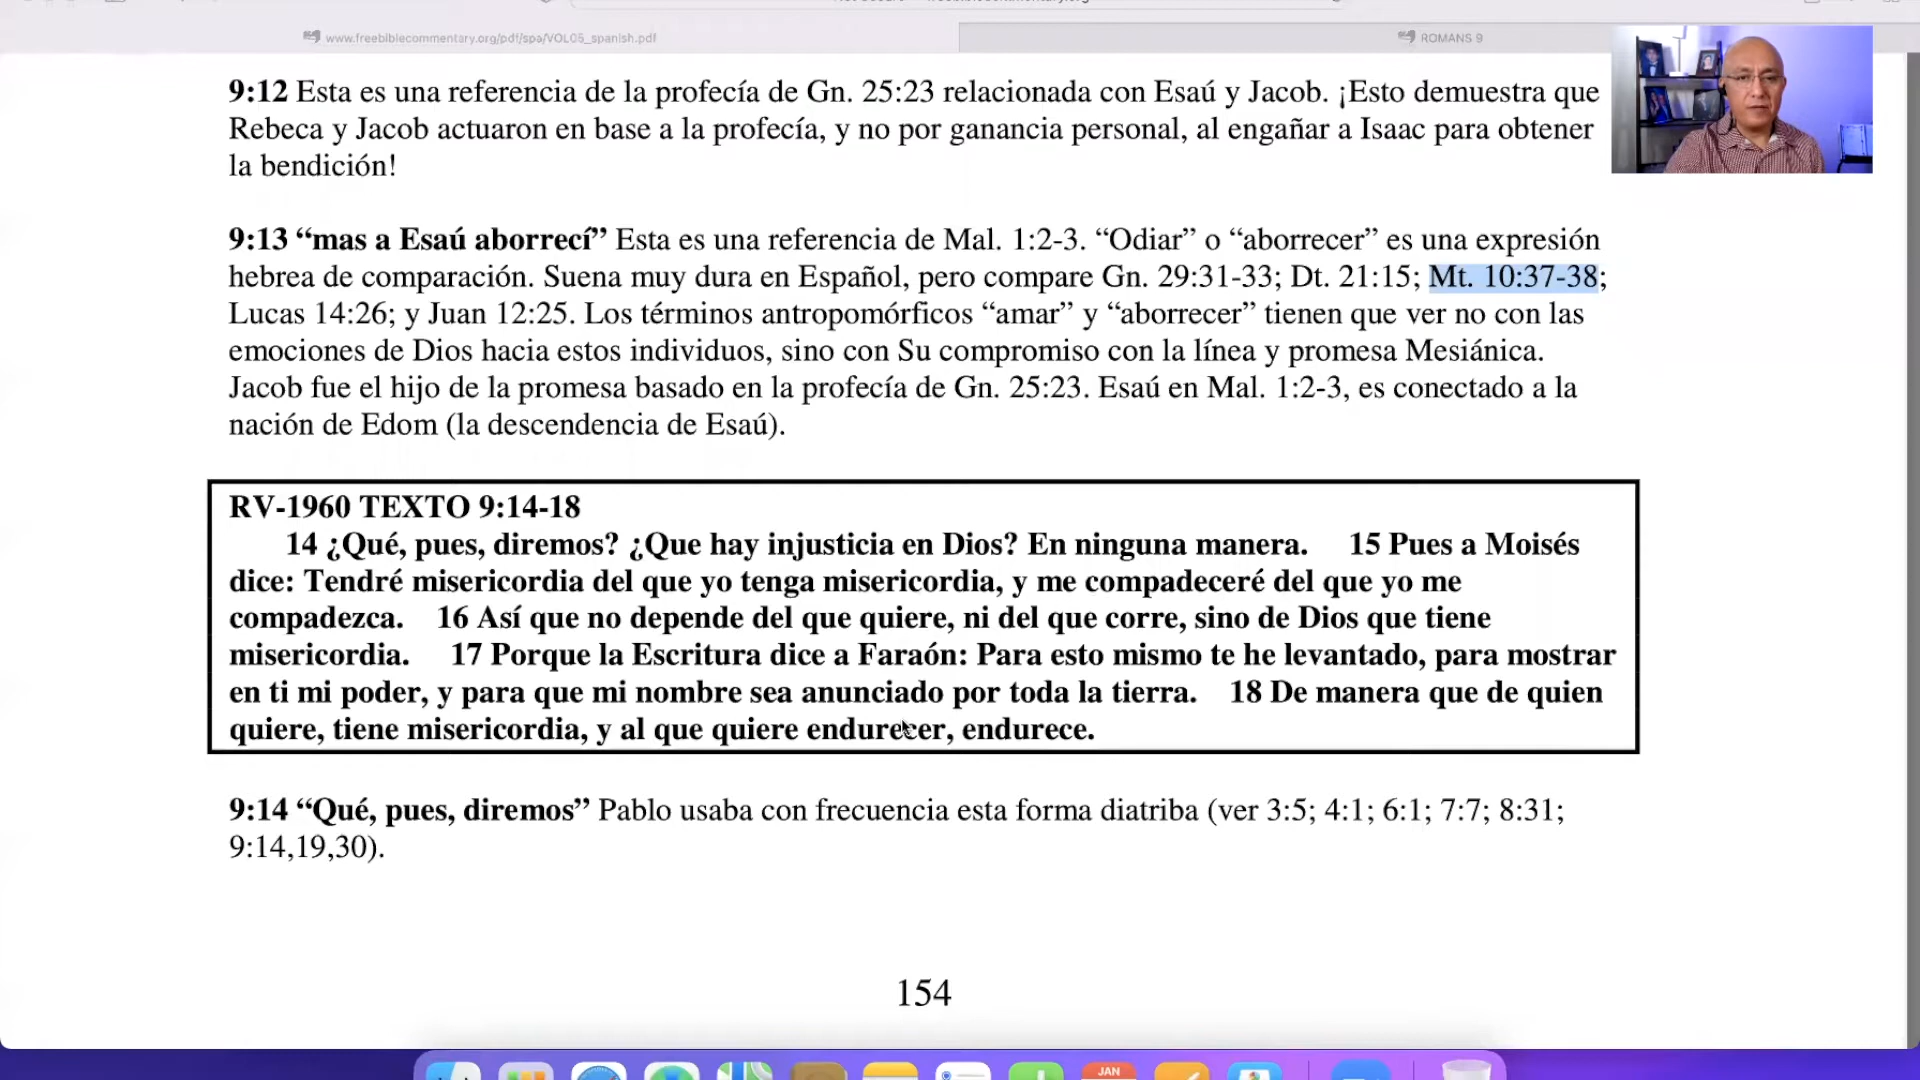 www.freebiblecommentary.org/pdf/spa/VOL05_spanish.pdf
ROMANS 9
9:12 Esta es una referencia de la profecía de Gn. 25:23 relacionada con Esaú y Jacob. ¡Esto demuestra que
Rebeca y Jacob actuaron en base a la profecía, y no por ganancia personal, al engañar a Isaac para obtener
la bendición!
9:13 “mas a Esaú aborrecí” Esta es una referencia de Mal. 1:2-3. “Odiar” o “aborrecer” es una expresión
hebrea de comparación. Suena muy dura en Español, pero compare Gn. 29:31-33; Dt. 21:15; Mt. 10:37-38;
Lucas 14:26; y Juan 12:25. Los términos antropomórficos “amar” y “aborrecer” tienen que ver no con las
emociones de Dios hacia estos individuos, sino con Su compromiso con la línea y promesa Mesiánica.
Jacob fue el hijo de la promesa basado en la profecía de Gn. 25:23. Esaú en Mal. 1:2-3, es conectado a la
nación de Edom (la descendencia de Esaú).
RV-1960 TEXTO 9:14-18
14 ¿Qué, pues, diremos? ¿Que hay injusticia en Dios? En ninguna manera. 15 Pues a Moisés
dice: Tendré misericordia del que yo tenga misericordia, y me compadeceré del que yo me
compadezca. 16 Así que no depende del que quiere, ni del que corre, sino de Dios que tiene
misericordia. 17 Porque la Escritura dice a Faraón: Para esto mismo te he levantado, para mostrar
en ti mi poder, y para que mi nombre sea anunciado por toda la tierra. 18 De manera que de quien
quiere, tiene misericordia, y al que quiere endurecer, endurece.
9:14 “Qué, pues, diremos” Pablo usaba con frecuencia esta forma diatriba (ver 3:5; 4:1; 6:1; 7:7; 8:31;
9:14,19,30).
154
JAN